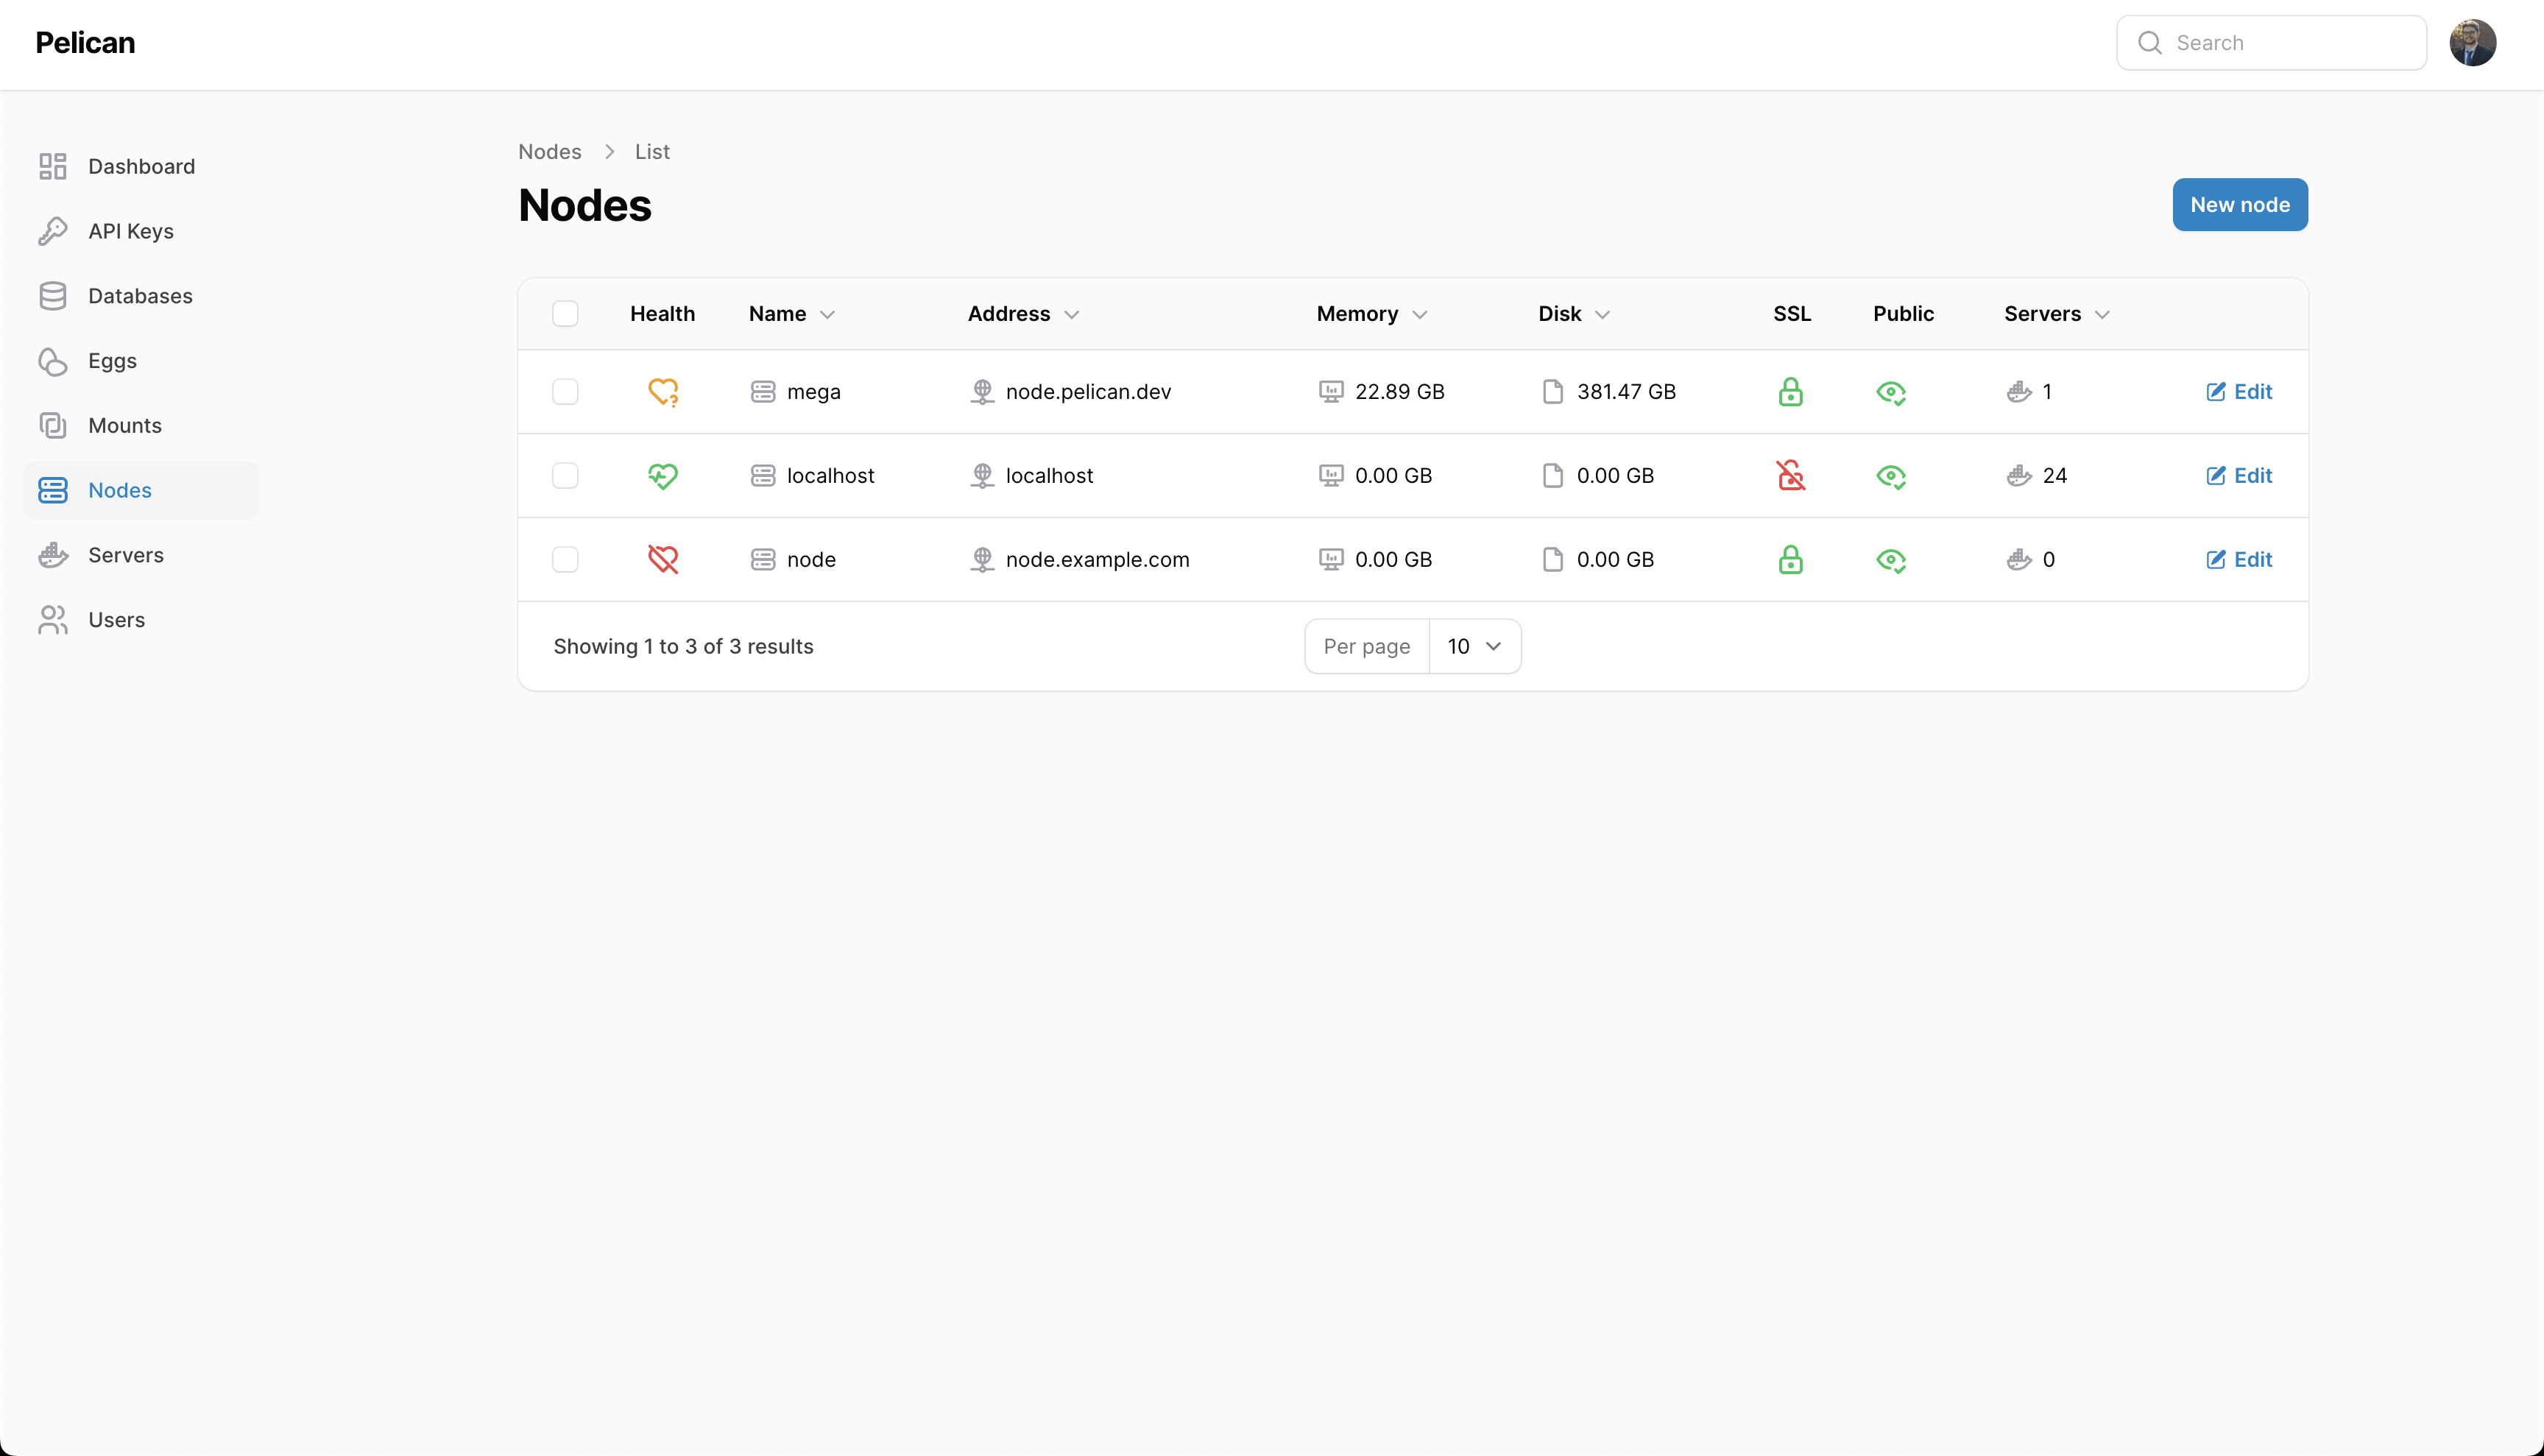 Pelican
Search
Dashboard
API Keys
Databases
Eggs
Mounts
Nodes
Servers
Users
Nodes > List
Nodes
New node
Health Name Address Memory Disk SSL Public Servers
mega node.pelican.dev 22.89 GB 381.47 GB 1 Edit
localhost localhost 0.00 GB 0.00 GB 24 Edit
node node.example.com 0.00 GB 0.00 GB 0 Edit
Showing 1 to 3 of 3 results Per page 10